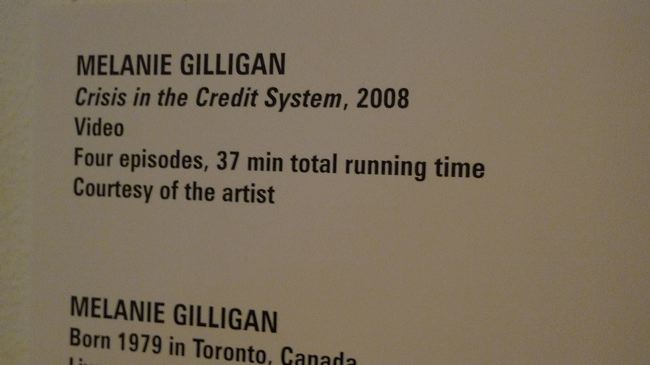 MELANIE GILLIGAN
Crisis in the Credit System, 2008
Video
Four episodes, 37 min total running time
Courtesy of the artist
MELANIE GILLIGAN
Born 1979 in Toronto, Canada